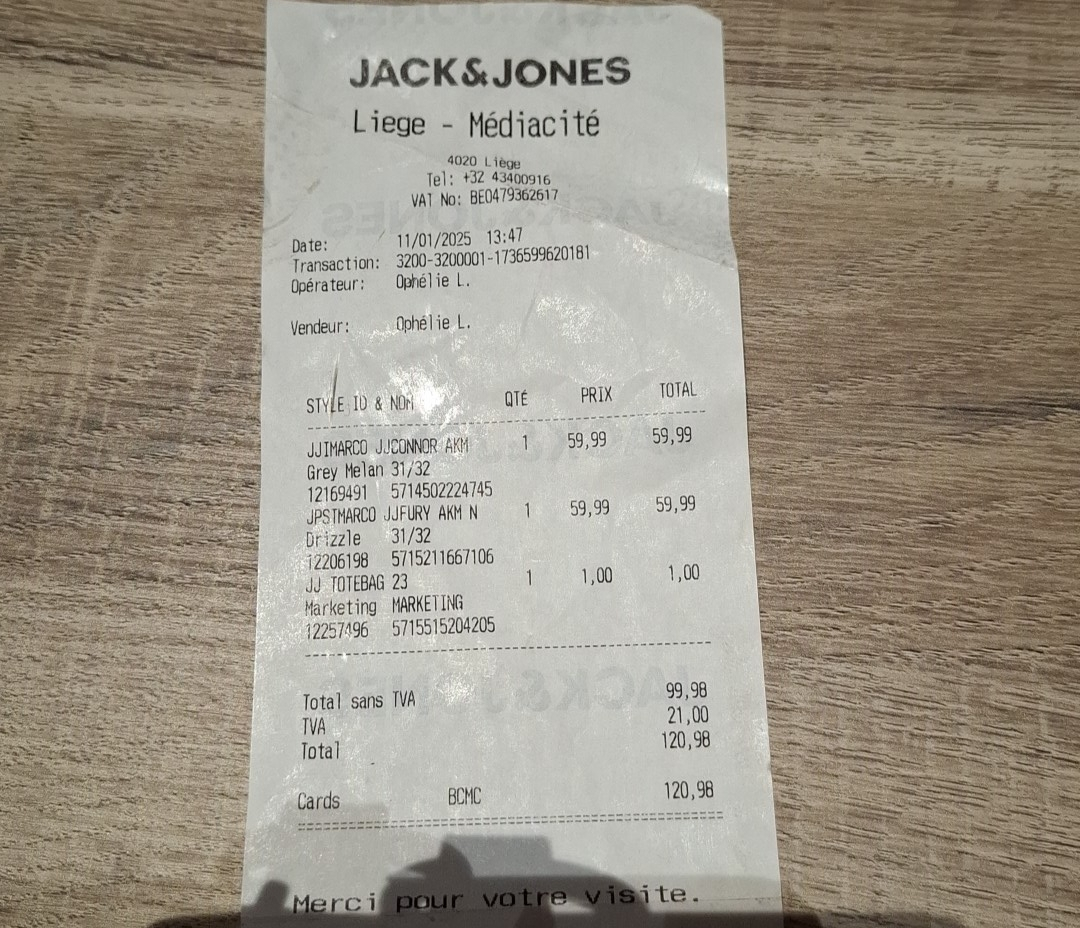 JACK&JONES
Liege - Médiacité
4020 Liège
Tel: +32 43400916
VAT No: BE0479362617
Date: 11/01/2025 13:47
Transaction: 3200-3200001-1736599620181
Opérateur: Ophélie L.
Vendeur: Ophélie L.
STYLE ID & NOM QTÉ PRIX TOTAL
JJIMARCO JJCONNOR AKM 1 59,99 59,99
Grey Melan 31/32
12169491 5714502224745
JPSTMARCO JJFURY AKM N 1 59,99 59,99
Drizzle 31/32
12206198 5715211667106
JJ TOTEBAG 23 1 1,00 1,00
Marketing MARKETING
12257496 5715515204205
Total sans TVA 99,98
TVA 21,00
Total 120,98
Cards BCMC 120,98
Merci pour votre visite.